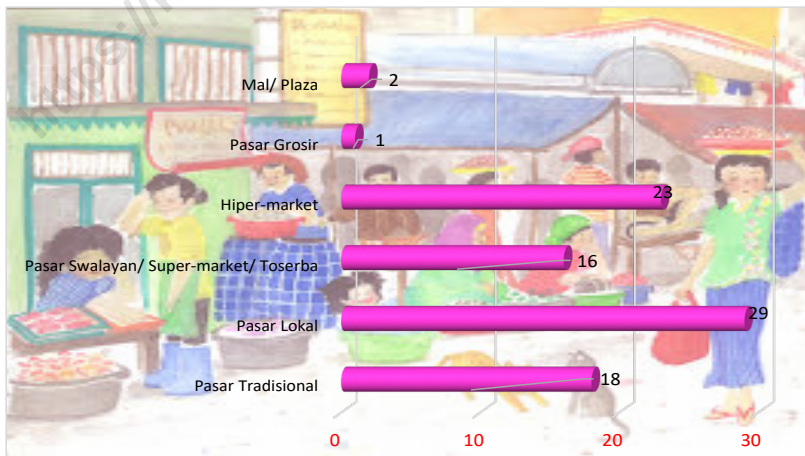 https://
Mal/ Plaza
2
Pasar Grosir
1
Hiper-market
23
Pasar Swalayan/ Super-market/ Toserba
16
Pasar Lokal
29
Pasar Tradisional
18
0 10 20 30